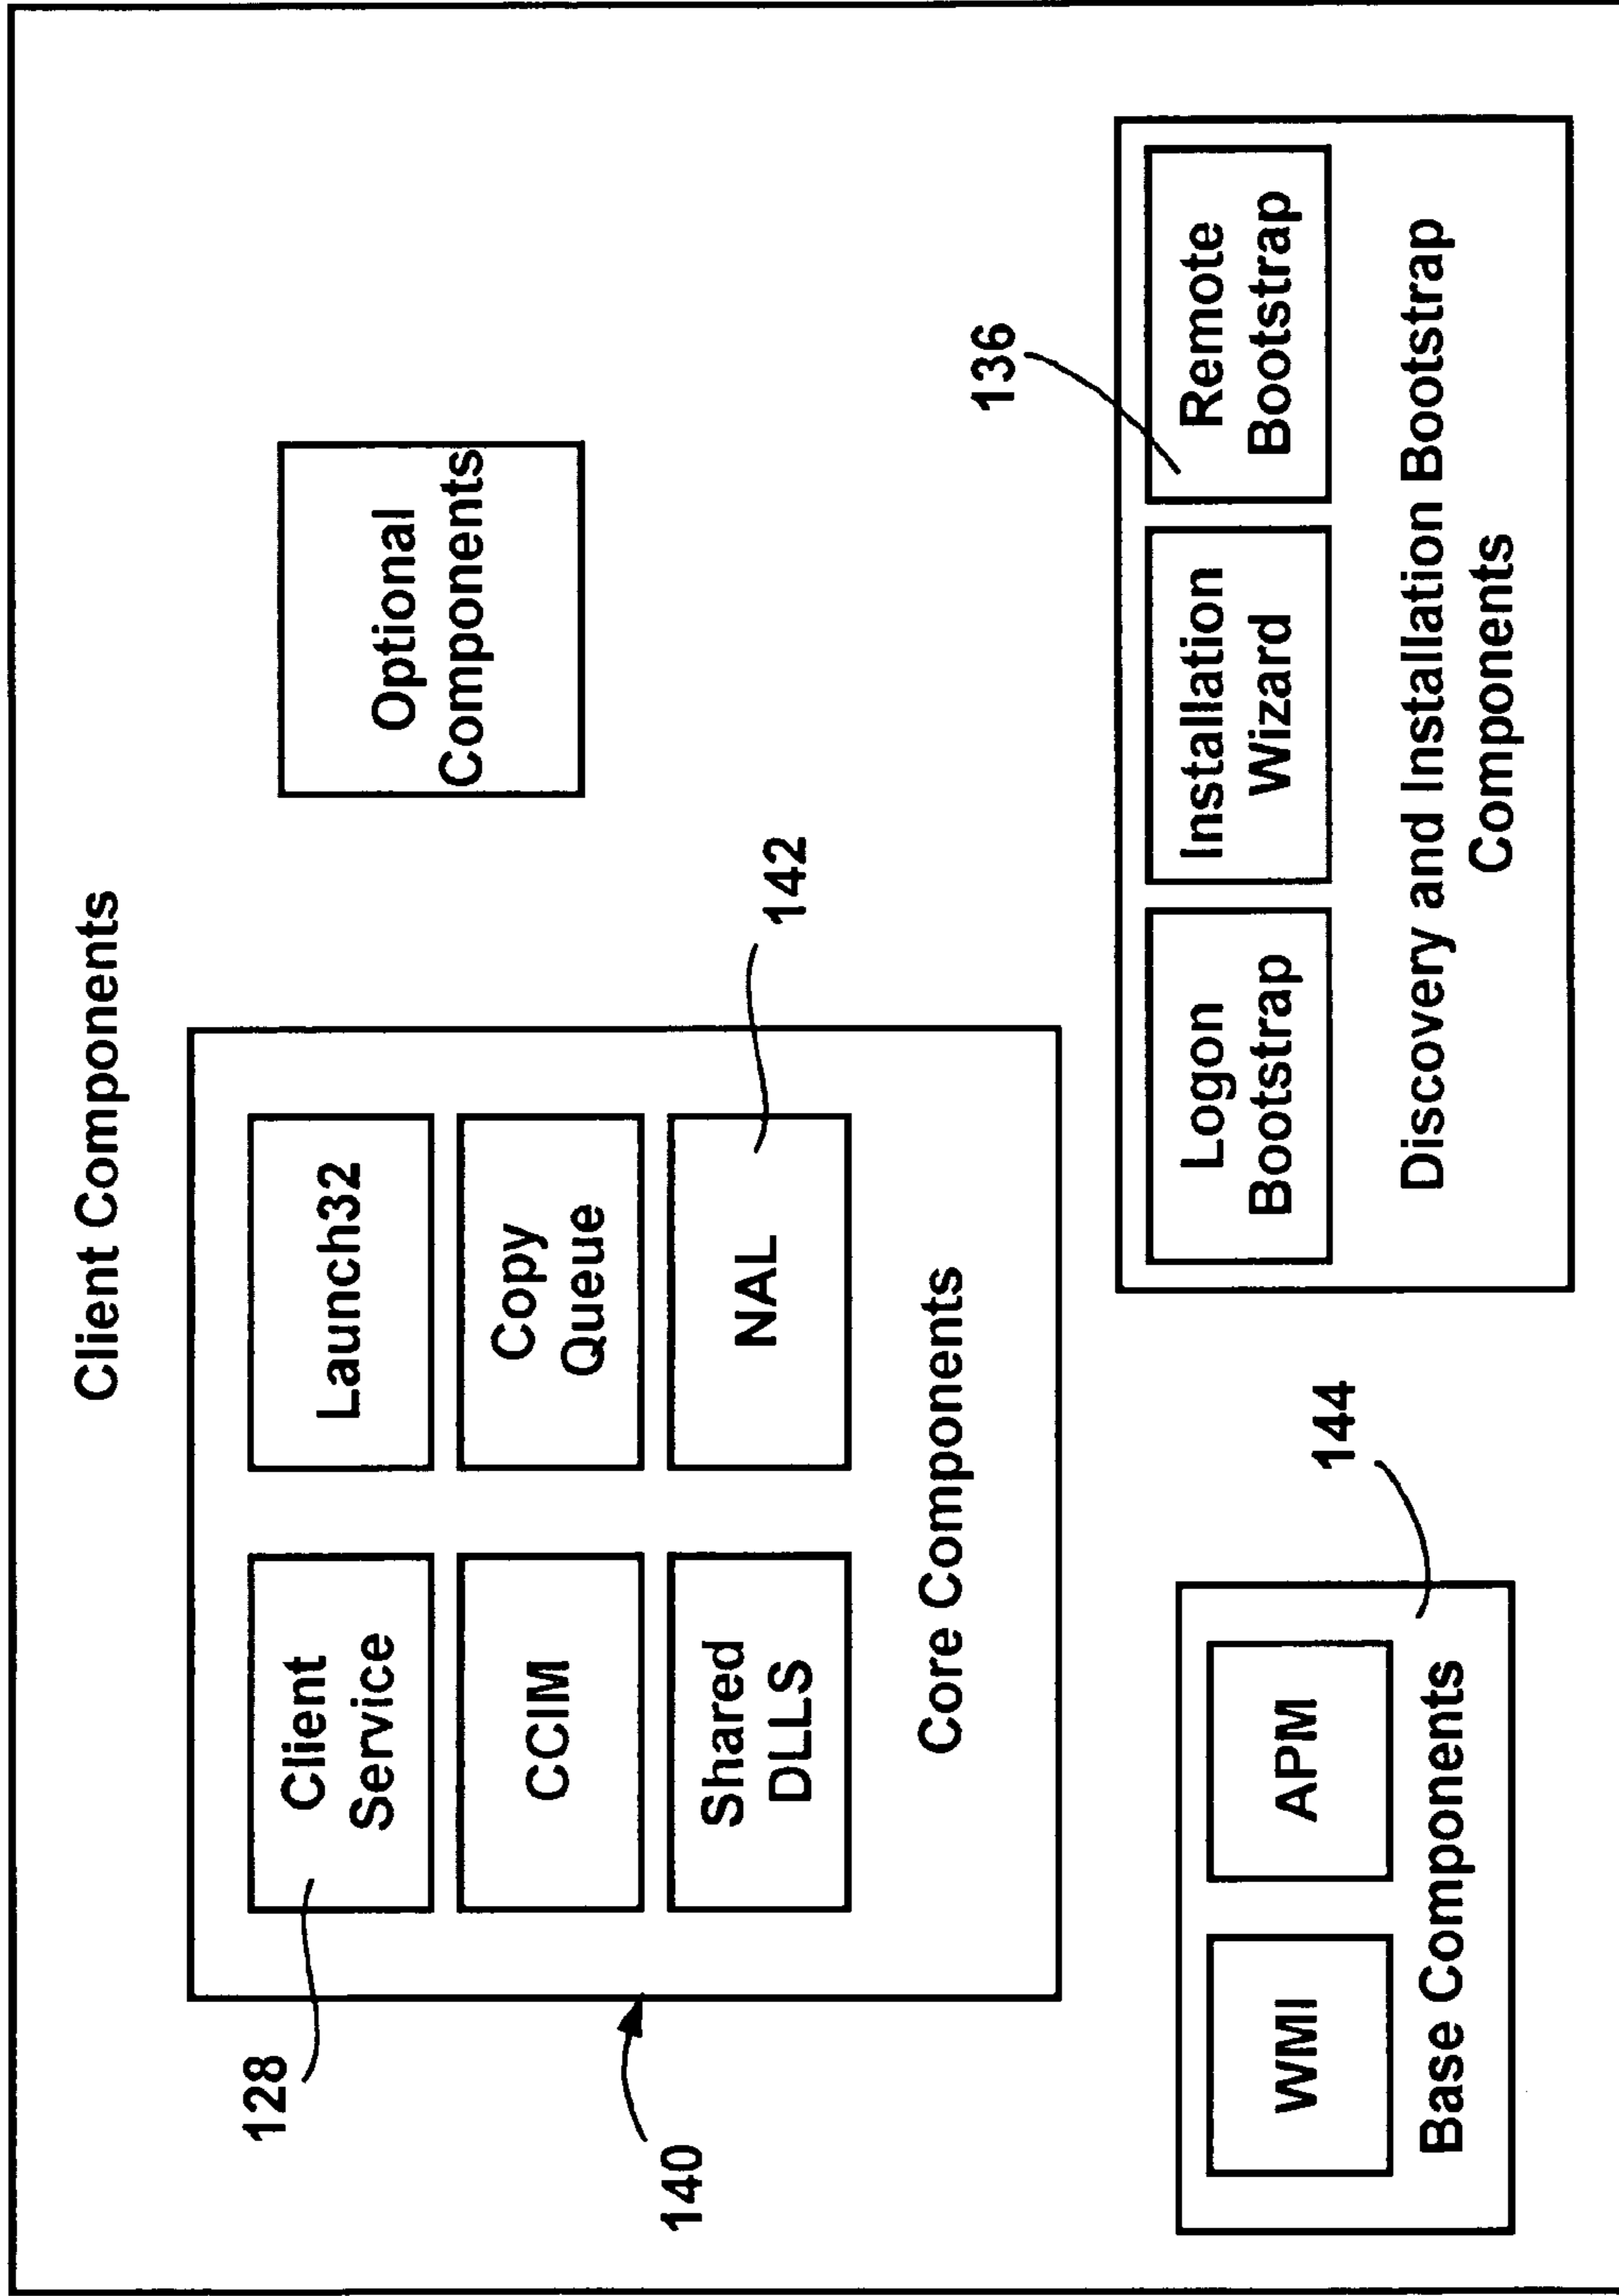 Client Components
128
Client
Service
Launch32
CCIM
Copy
Queue
Shared
DLLS
NAL
Core Components
140
142
Optional
Components
WMI
APM
Base Components
144
Logon
Bootstrap
Installation
Wizard
Remote
Bootstrap
136
Discovery and Installation Bootstrap
Components